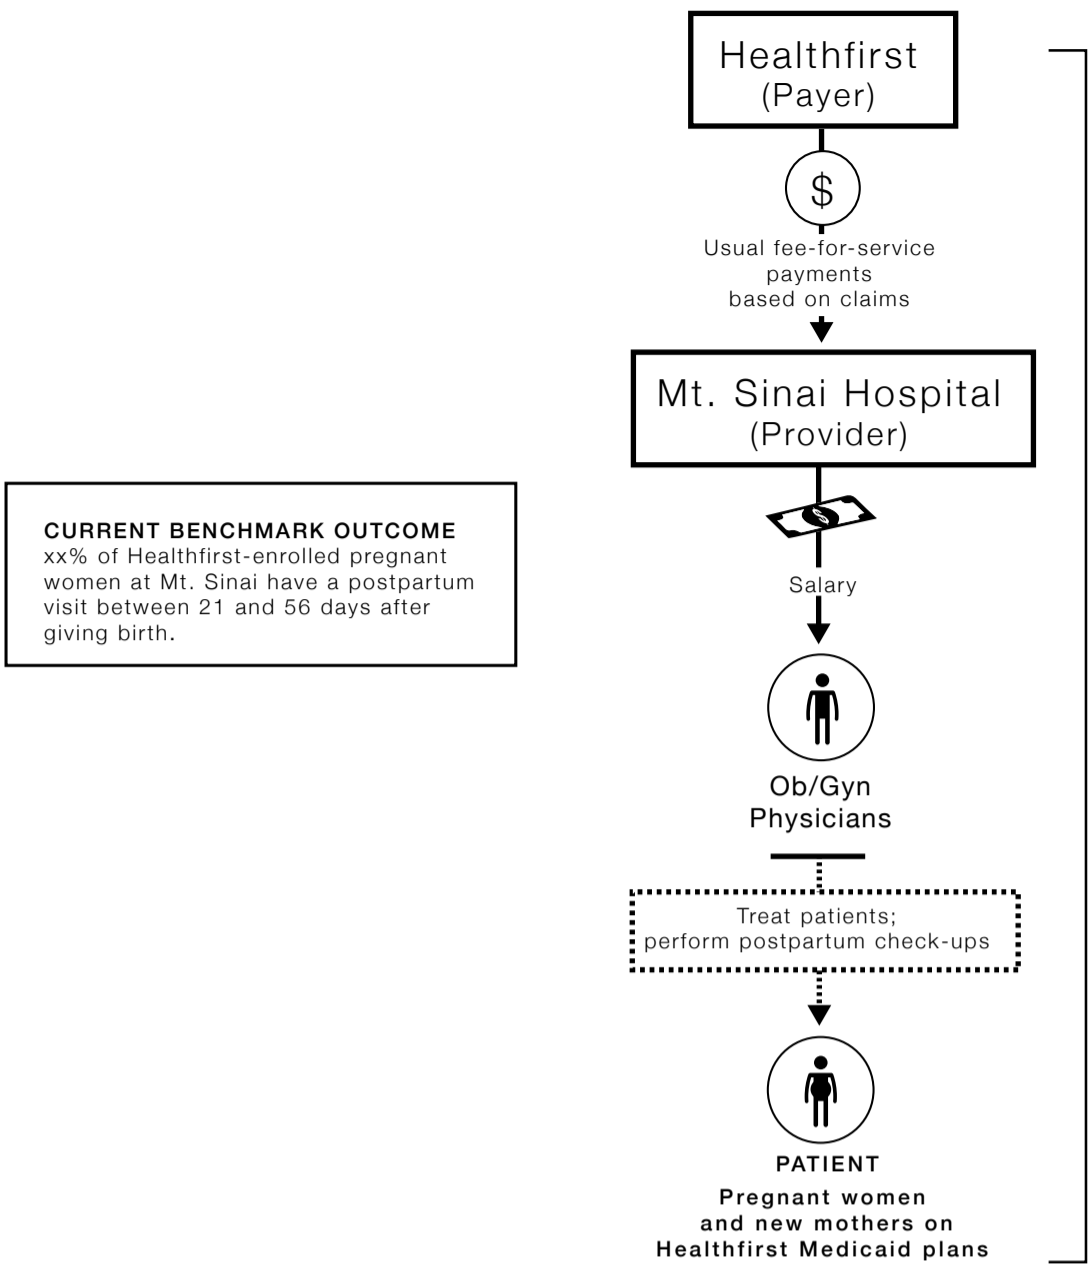 Healthfirst
(Payer)
$
Usual fee-for-service
payments
based on claims
Mt. Sinai Hospital
(Provider)
$
Salary
CURRENT BENCHMARK OUTCOME
xx% of Healthfirst-enrolled pregnant
women at Mt. Sinai have a postpartum
visit between 21 and 56 days after
giving birth.
Ob/Gyn
Physicians
Treat patients;
perform postpartum check-ups
PATIENT
Pregnant women
and new mothers on
Healthfirst Medicaid plans